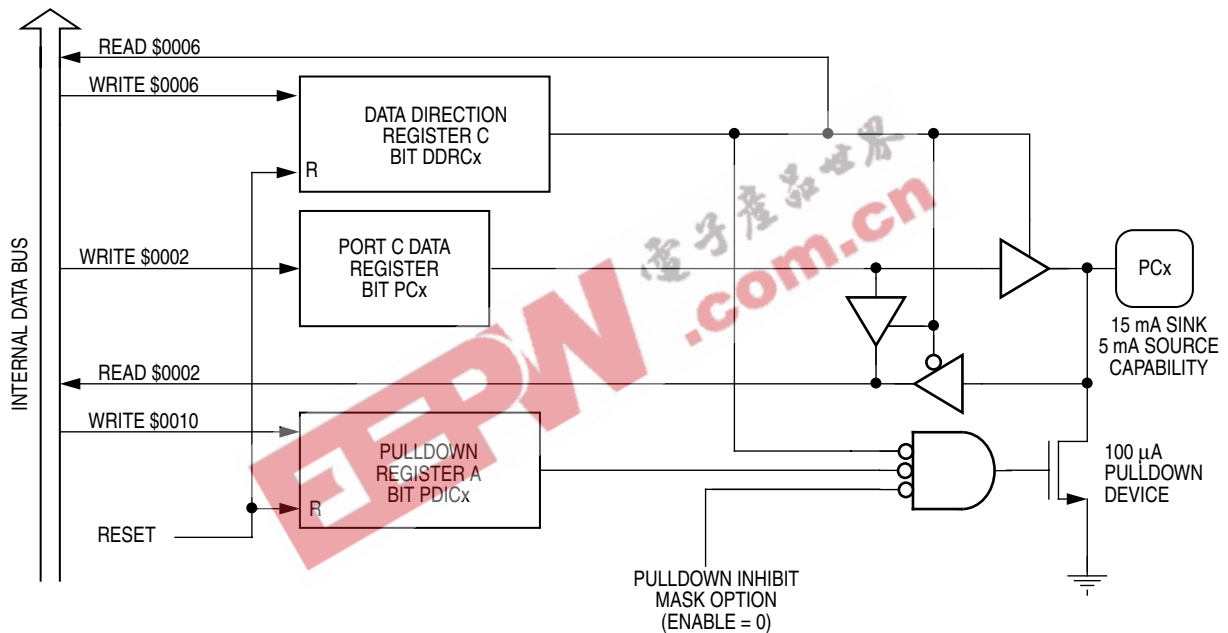 READ $0006
WRITE $0006
DATA DIRECTION
REGISTER C
BIT DDRCx
R
INTERNAL DATA BUS
WRITE $0002
PORT C DATA
REGISTER
BIT PCx
PCx
15 mA SINK
5 mA SOURCE
CAPABILITY
READ $0002
WRITE $0010
PULLDOWN
REGISTER A
BIT PDICx
R
100 µA
PULLDOWN
DEVICE
RESET
PULLDOWN INHIBIT
MASK OPTION
(ENABLE = 0)
EEPW
.com.cn
電子產品世界